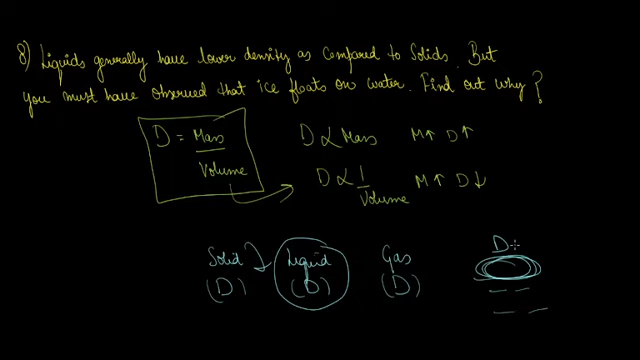 8) Liquids generally have lower density as compared to Solids. But
you must have observed that ice floats on water. Find out why?
D = Mass / Volume
D ∝ Mass M↑ D↑
D ∝ 1 / Volume M↑ D↓
Solid Liquid Gas
(D) (D) (D)
D